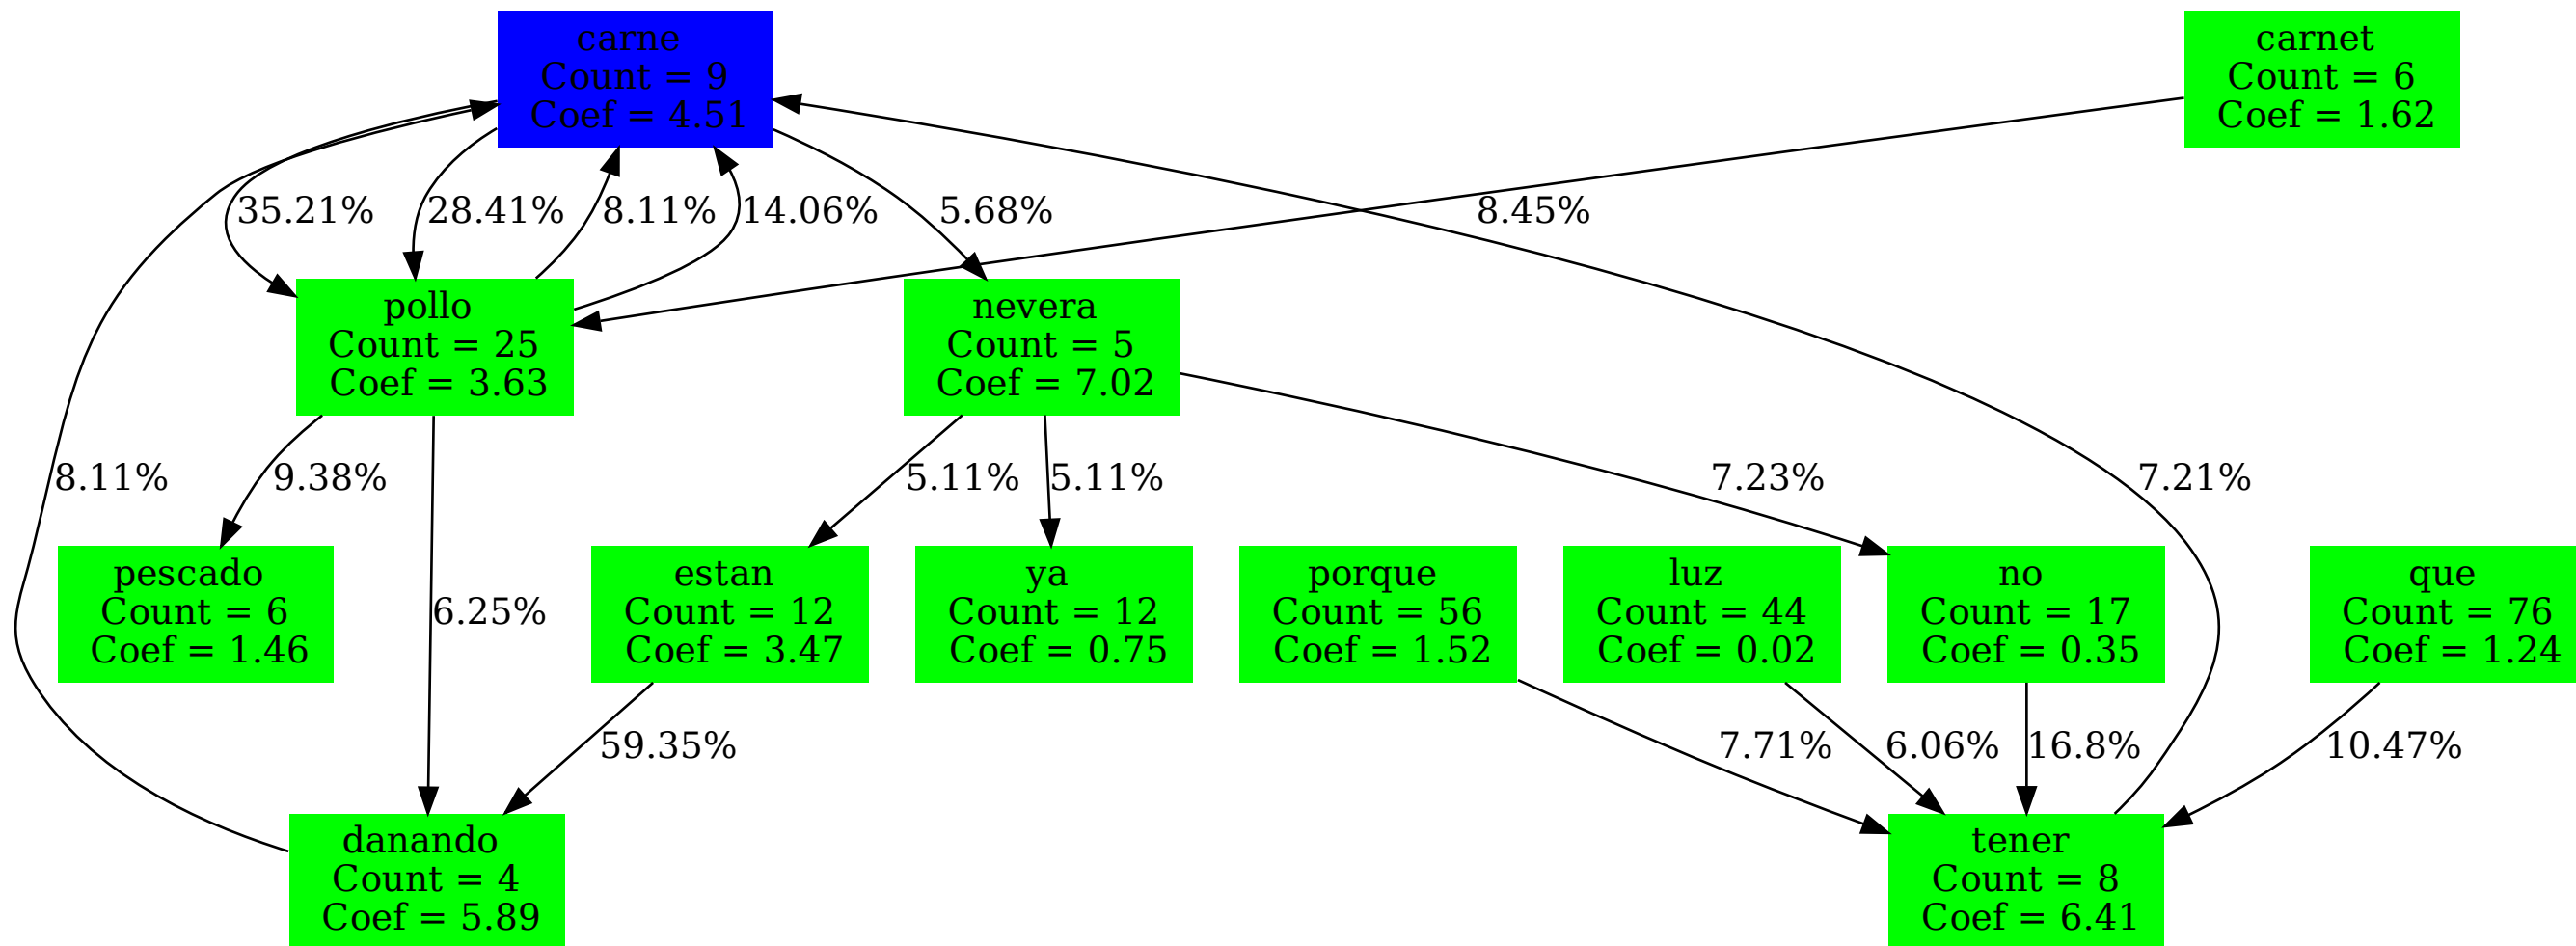 carne
Count = 9
Coef = 4.51
carnet
Count = 6
Coef = 1.62
35.21%
28.41%
8.11%
14.06%
5.68%
8.45%
pollo
Count = 25
Coef = 3.63
nevera
Count = 5
Coef = 7.02
8.11%
9.38%
5.11%
5.11%
7.23%
7.21%
pescado
Count = 6
Coef = 1.46
6.25%
estan
Count = 12
Coef = 3.47
ya
Count = 12
Coef = 0.75
porque
Count = 56
Coef = 1.52
luz
Count = 44
Coef = 0.02
no
Count = 17
Coef = 0.35
que
Count = 76
Coef = 1.24
59.35%
7.71%
6.06%
16.8%
10.47%
danando
Count = 4
Coef = 5.89
tener
Count = 8
Coef = 6.41